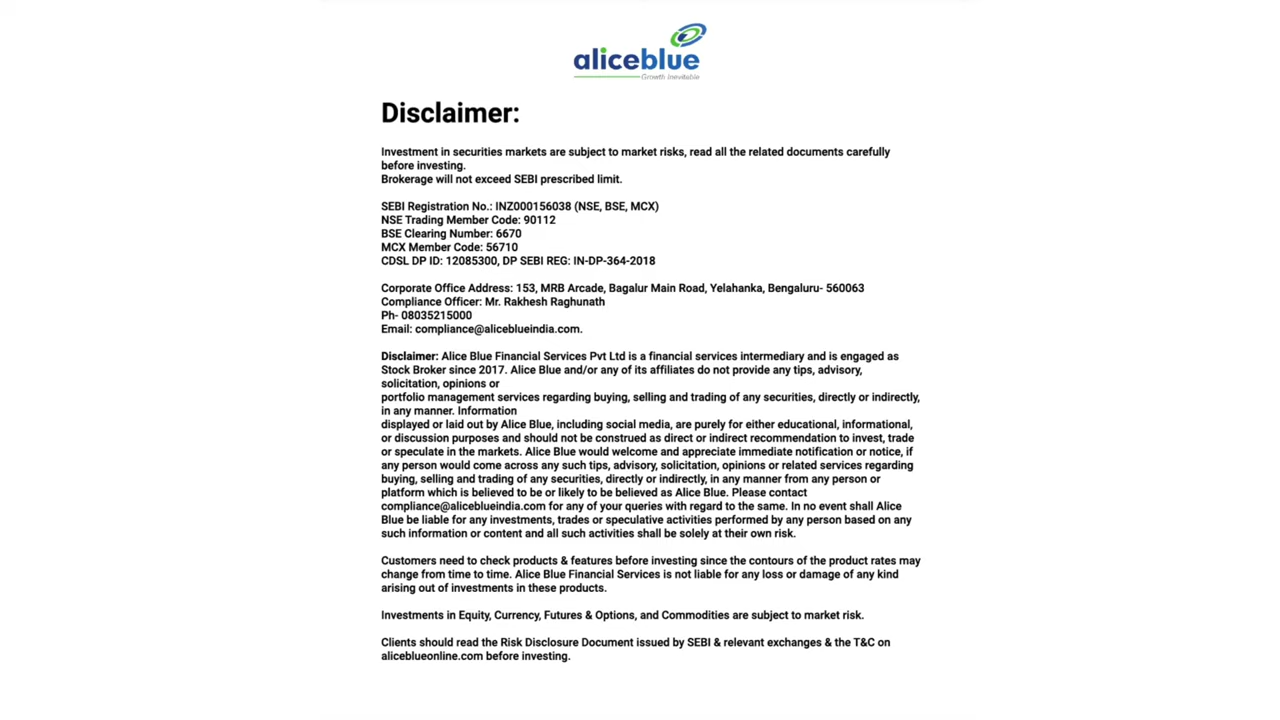 aliceblue
Growth Inevitable
Disclaimer:
Investment in securities markets are subject to market risks, read all the related documents carefully
before investing.
Brokerage will not exceed SEBI prescribed limit.
SEBI Registration No.: INZ000156038 (NSE, BSE, MCX)
NSE Trading Member Code: 90112
BSE Clearing Number: 6670
MCX Member Code: 56710
CDSL DP ID: 12085300, DP SEBI REG: IN-DP-364-2018
Corporate Office Address: 153, MRB Arcade, Bagalur Main Road, Yelahanka, Bengaluru- 560063
Compliance Officer: Mr. Rakhesh Raghunath
Ph- 08035215000
Email: compliance@aliceblueindia.com.
Disclaimer: Alice Blue Financial Services Pvt Ltd is a financial services intermediary and is engaged as
Stock Broker since 2017. Alice Blue and/or any of its affiliates do not provide any tips, advisory,
solicitation, opinions or
portfolio management services regarding buying, selling and trading of any securities, directly or indirectly,
in any manner. Information
displayed or laid out by Alice Blue, including social media, are purely for either educational, informational,
or discussion purposes and should not be construed as direct or indirect recommendation to invest, trade
or speculate in the markets. Alice Blue would welcome and appreciate immediate notification or notice, if
any person would come across any such tips, advisory, solicitation, opinions or related services regarding
buying, selling and trading of any securities, directly or indirectly, in any manner from any person or
platform which is believed to be or likely to be believed as Alice Blue. Please contact
compliance@aliceblueindia.com for any of your queries with regard to the same. In no event shall Alice
Blue be liable for any investments, trades or speculative activities performed by any person based on any
such information or content and all such activities shall be solely at their own risk.
Customers need to check products & features before investing since the contours of the product rates may
change from time to time. Alice Blue Financial Services is not liable for any loss or damage of any kind
arising out of investments in these products.
Investments in Equity, Currency, Futures & Options, and Commodities are subject to market risk.
Clients should read the Risk Disclosure Document issued by SEBI & relevant exchanges & the T&C on
aliceblueonline.com before investing.